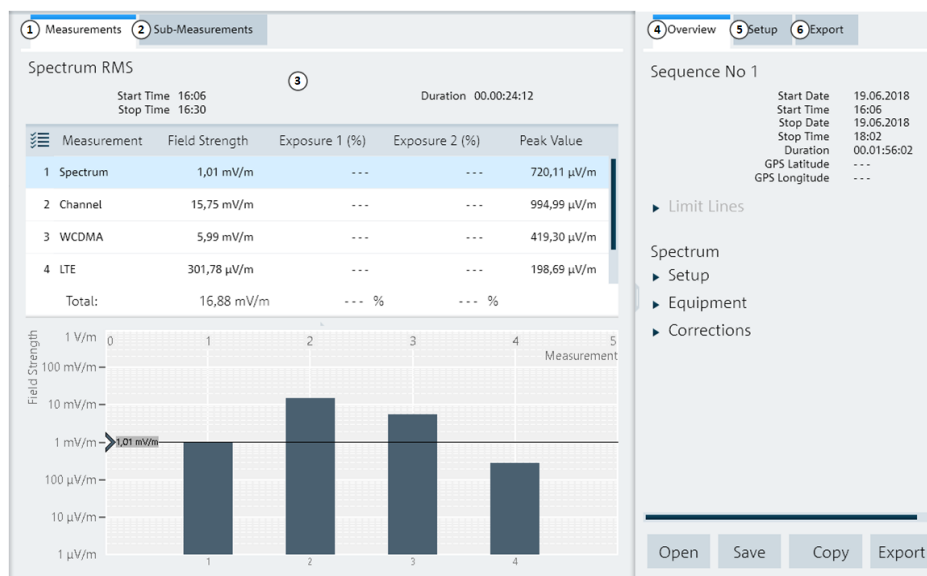 1 Measurements 2 Sub-Measurements
Spectrum RMS
3
Start Time 16:06
Stop Time 16:30
Duration 00.00:24:12
Measurement Field Strength Exposure 1 (%) Exposure 2 (%) Peak Value
1 Spectrum 1,01 mV/m --- --- 720,11 µV/m
2 Channel 15,75 mV/m --- --- 994,99 µV/m
3 WCDMA 5,99 mV/m --- --- 419,30 µV/m
4 LTE 301,78 µV/m --- --- 198,69 µV/m
Total: 16,88 mV/m --- % --- %
Field Strength
1 V/m
100 mV/m
10 mV/m
1 mV/m
100 µV/m
10 µV/m
1 µV/m
0 1 2 3 4 5
Measurement
1,01 mV/m
1 2 3 4
4 Overview 5 Setup 6 Export
Sequence No 1
Start Date 19.06.2018
Start Time 16:06
Stop Date 19.06.2018
Stop Time 18:02
Duration 00.01:56:02
GPS Latitude ---
GPS Longitude ---
Limit Lines
Spectrum
Setup
Equipment
Corrections
Open Save Copy Export